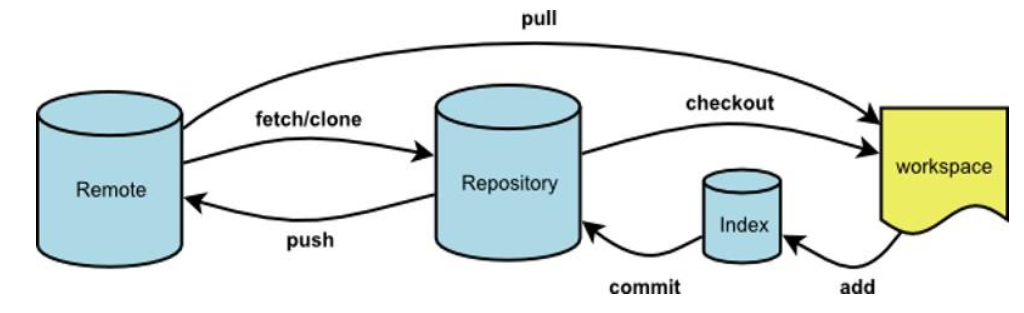 pull
fetch/clone
checkout
Remote
Repository
workspace
Index
push
commit
add